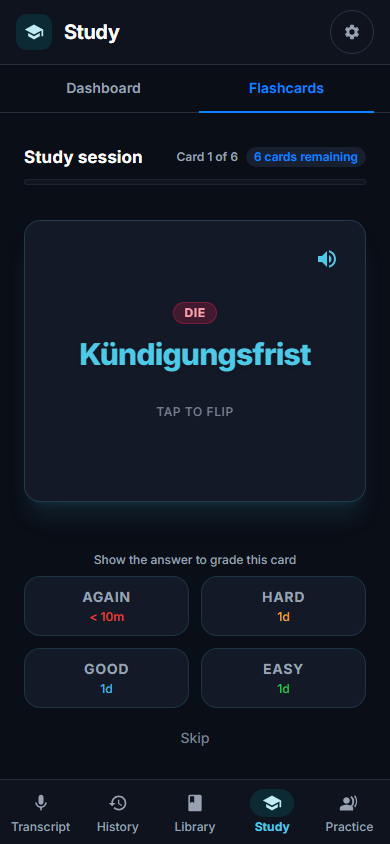 Study
Dashboard
Flashcards
Study session
Card 1 of 6
6 cards remaining
DIE
Kündigungsfrist
TAP TO FLIP
Show the answer to grade this card
AGAIN
< 10m
HARD
1d
GOOD
1d
EASY
1d
Skip
Transcript
History
Library
Study
Practice